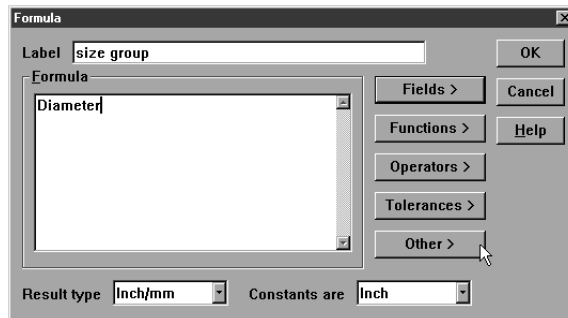 Formula
Label size group OK
Formula
Fields > Cancel
Diameter
Functions > Help
Operators >
Tolerances >
Other >
Result type Inch/mm Constants are Inch